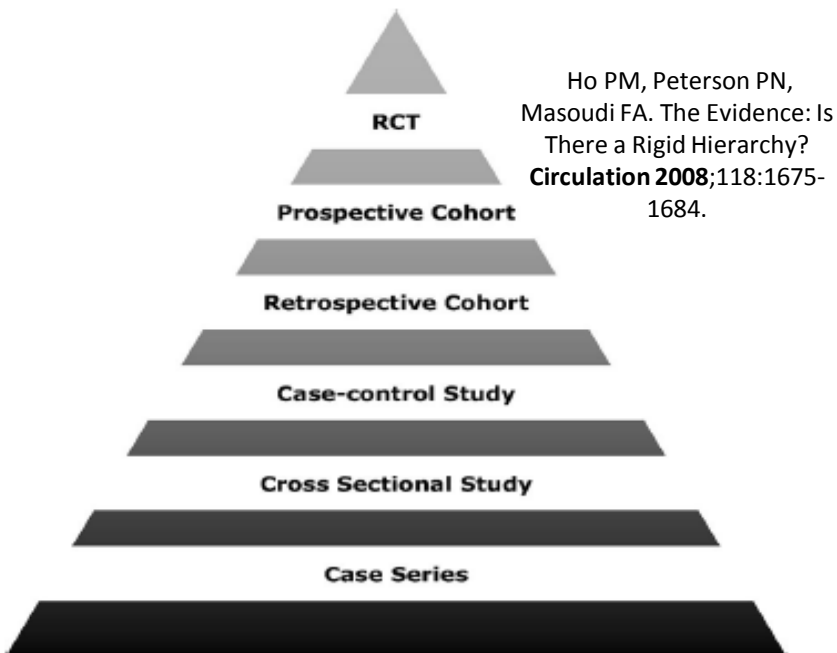 Ho PM, Peterson PN,
Masoudi FA. The Evidence: Is
There a Rigid Hierarchy?
Circulation 2008;118:1675-
1684.
RCT
Prospective Cohort
Retrospective Cohort
Case-control Study
Cross Sectional Study
Case Series